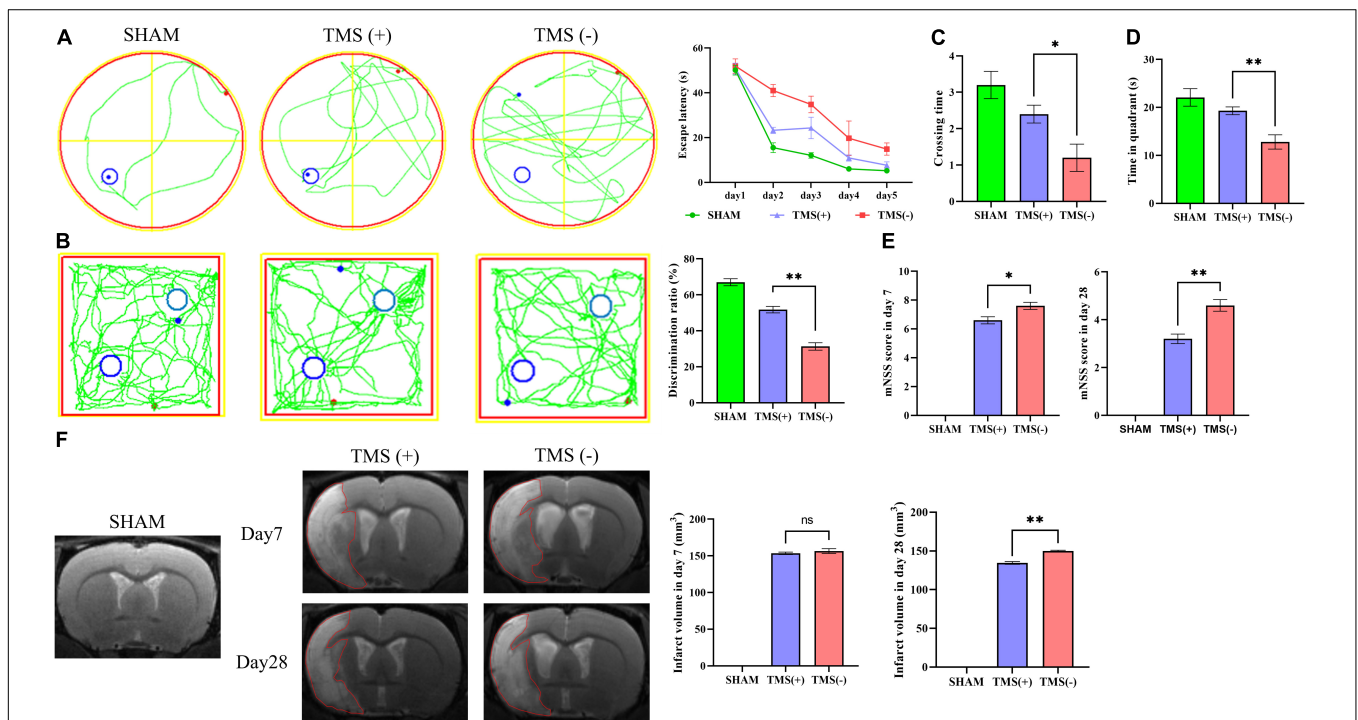 A
SHAM
TMS (+)
TMS (-)
Escape latency (s)
60
40
20
0
day1 day2 day3 day4 day5
SHAM TMS(+) TMS(-)
C
Crossing time
4
3
2
1
0
*
SHAM TMS(+) TMS(-)
D
Time in quadrant (s)
30
20
10
0
**
SHAM TMS(+) TMS(-)
B
Discrimination ratio (%)
80
60
40
20
0
**
SHAM TMS(+) TMS(-)
E
mNSS score in day 7
10
8
6
4
2
0
*
SHAM TMS(+) TMS(-)
mNSS score in day 28
6
4
2
0
**
SHAM TMS(+) TMS(-)
F
TMS (+)
TMS (-)
SHAM
Day7
Day28
Infarct volume in day 7 (mm³)
200
150
100
50
0
ns
SHAM TMS(+) TMS(-)
Infarct volume in day 28 (mm³)
200
150
100
50
0
**
SHAM TMS(+) TMS(-)